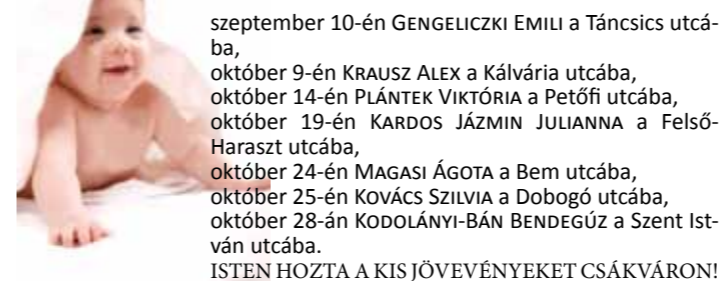 szeptember 10-én GENGELICZKI EMILI a Táncsics utcá-
ba,
október 9-én KRAUSZ ALEX a Kálvária utcába,
október 14-én PLÁNTEK VIKTÓRIA a Petőfi utcába,
október 19-én KARDOS JÁZMIN JULIANNA a Felső-
Haraszt utcába,
október 24-én MAGASI ÁGOTA a Bem utcába,
október 25-én KOVÁCS SZILVIA a Dobogó utcába,
október 28-án KODOLÁNYI-BÁN BENDEGÚZ a Szent Ist-
ván utcába.
ISTEN HOZTA A KIS JÖVEVÉNYEKET CSÁKVÁRON!